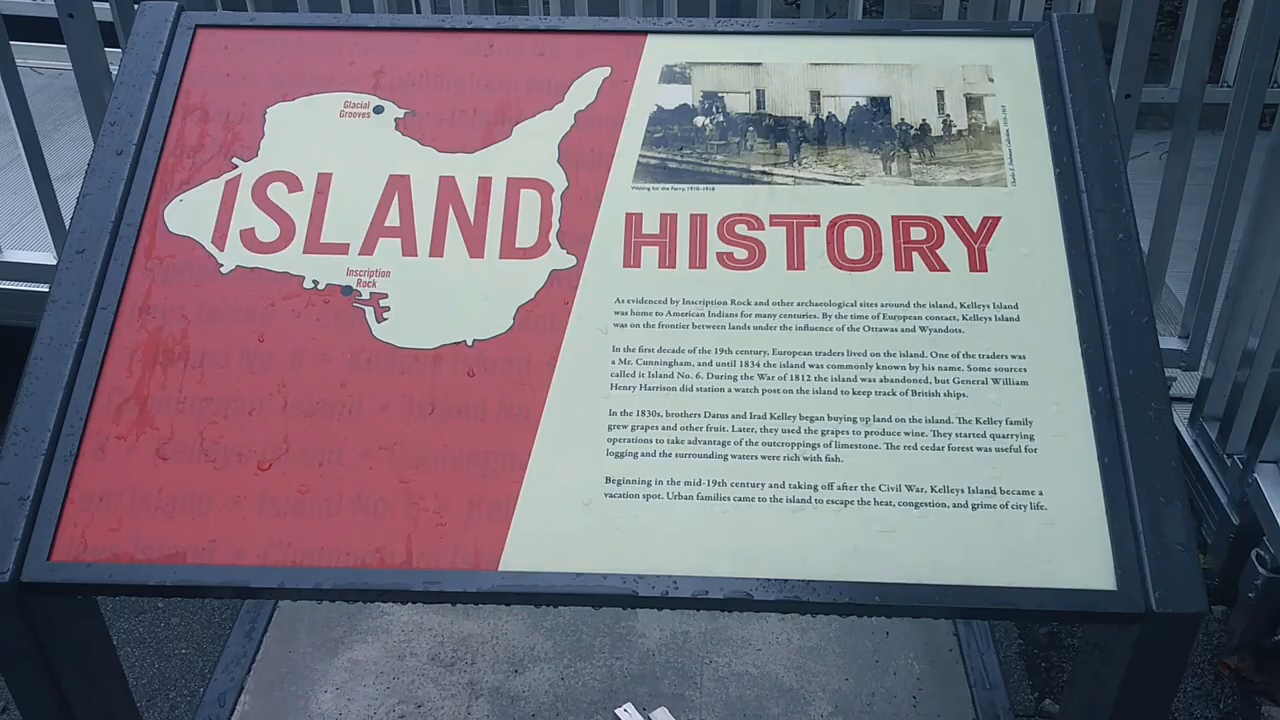 Glacial
Grooves
ISLAND
Inscription
Rock
Waiting for the Ferry, 1910-1918
HISTORY
As evidenced by Inscription Rock and other archaeological sites around the island, Kelleys Island
was home to American Indians for many centuries. By the time of European contact, Kelleys Island
was on the frontier between lands under the influence of the Ottawas and Wyandots.
In the first decade of the 19th century, European traders lived on the island. One of the traders was
a Mr. Cunningham, and until 1834 the island was commonly known by his name. Some sources
called it Island No. 6. During the War of 1812 the island was abandoned, but General William
Henry Harrison did station a watch post on the island to keep track of British ships.
In the 1830s, brothers Datus and Irad Kelley began buying up land on the island. The Kelley family
grew grapes and other fruit. Later, they used the grapes to produce wine. They started quarrying
operations to take advantage of the outcroppings of limestone. The red cedar forest was useful for
logging and the surrounding waters were rich with fish.
Beginning in the mid-19th century and taking off after the Civil War, Kelleys Island became a
vacation spot. Urban families came to the island to escape the heat, congestion, and grime of city life.